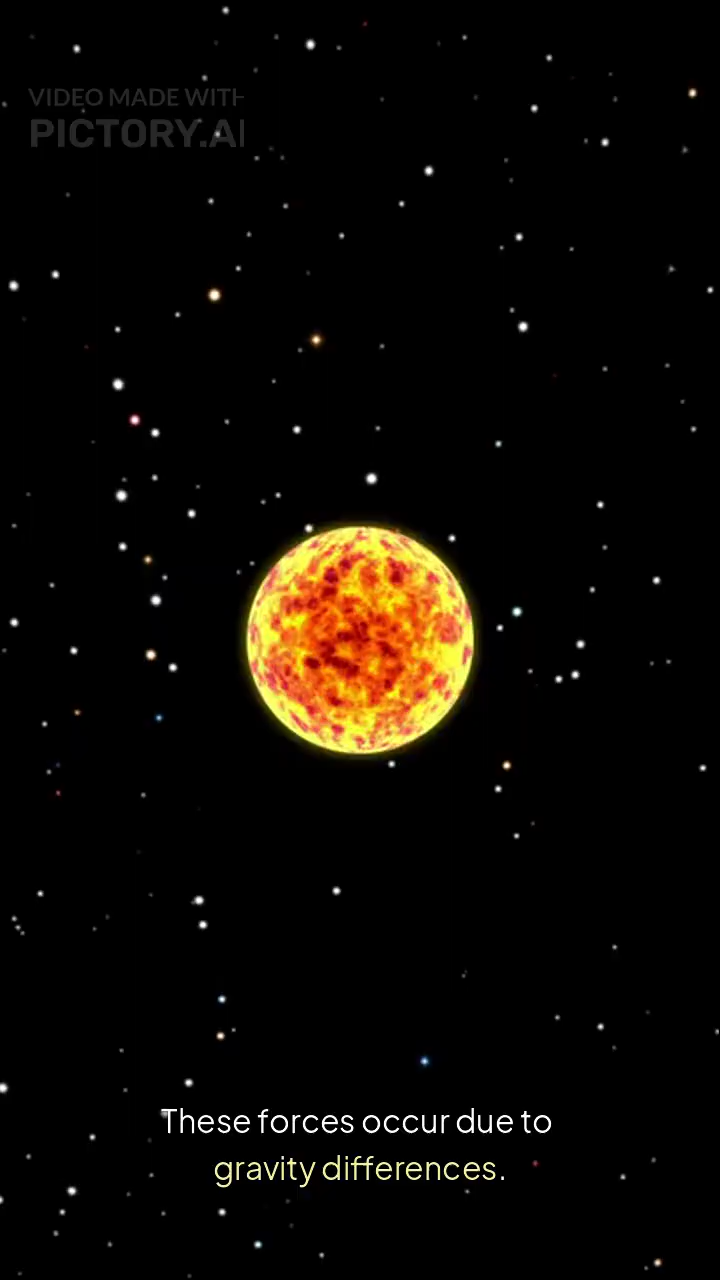 VIDEO MADE WITH
PICTORY.AI
These forces occur due to
gravity differences.